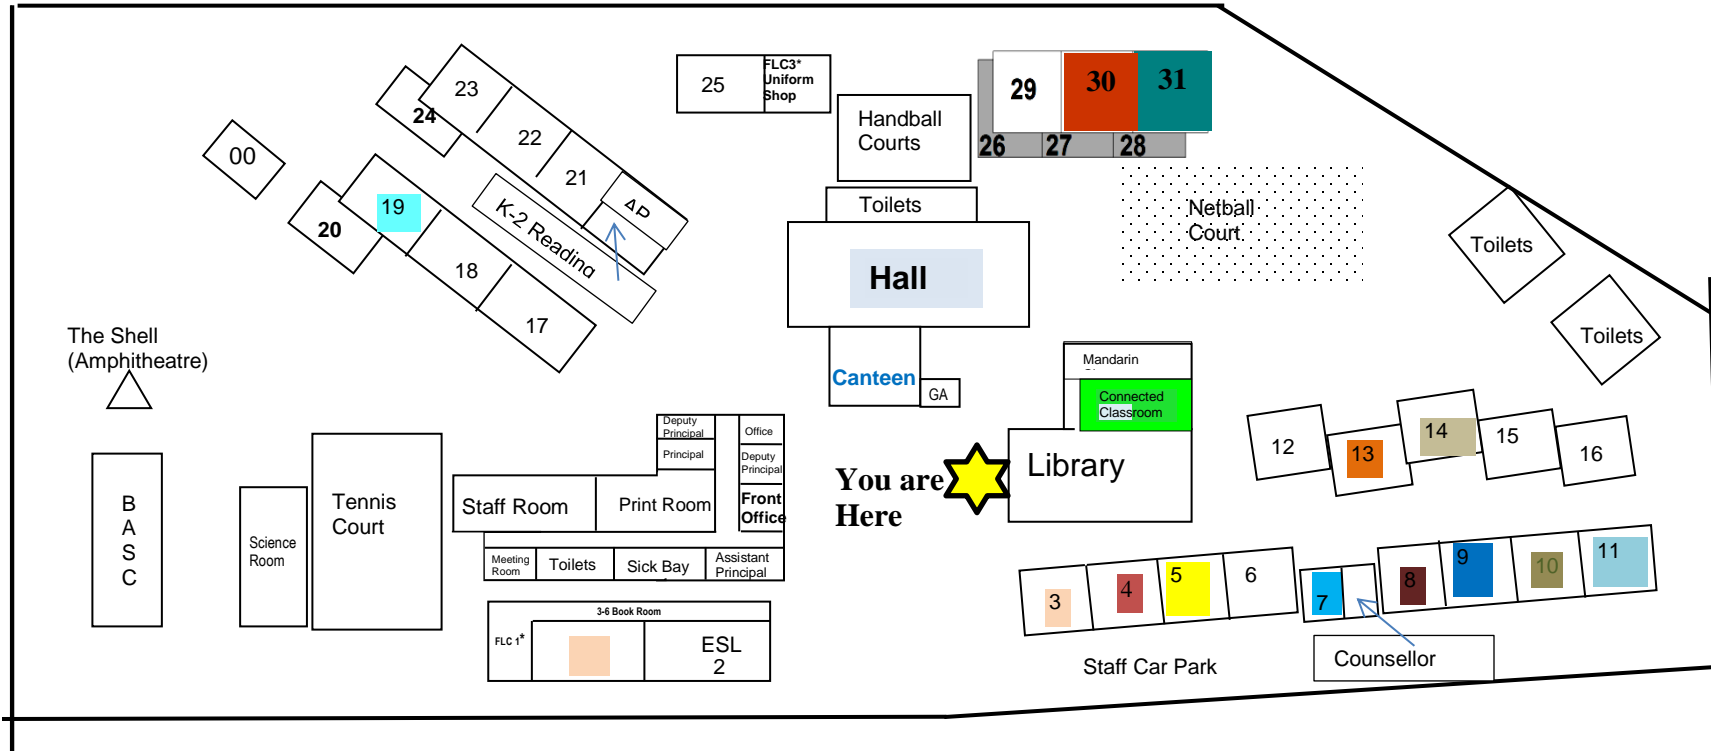 23
24
22
21
AP
00
19
20
K-2 Reading
18
17
25
FLC3*
Uniform
Shop
Handball
Courts
29
30
31
26
27
28
Toilets
Hall
Netball
Court
Toilets
Toilets
The Shell
(Amphitheatre)
Canteen
GA
Mandarin
Connected
Classroom
Library
You are
Here
12
13
14
15
16
B
A
S
C
Science
Room
Tennis
Court
Deputy
Principal
Principal
Office
Deputy
Principal
Front
Office
Staff Room
Print Room
Meeting
Room
Toilets
Sick Bay
Assistant
Principal
3-6 Book Room
FLC 1*
ESL
2
3
4
5
6
7
8
9
10
11
Counsellor
Staff Car Park